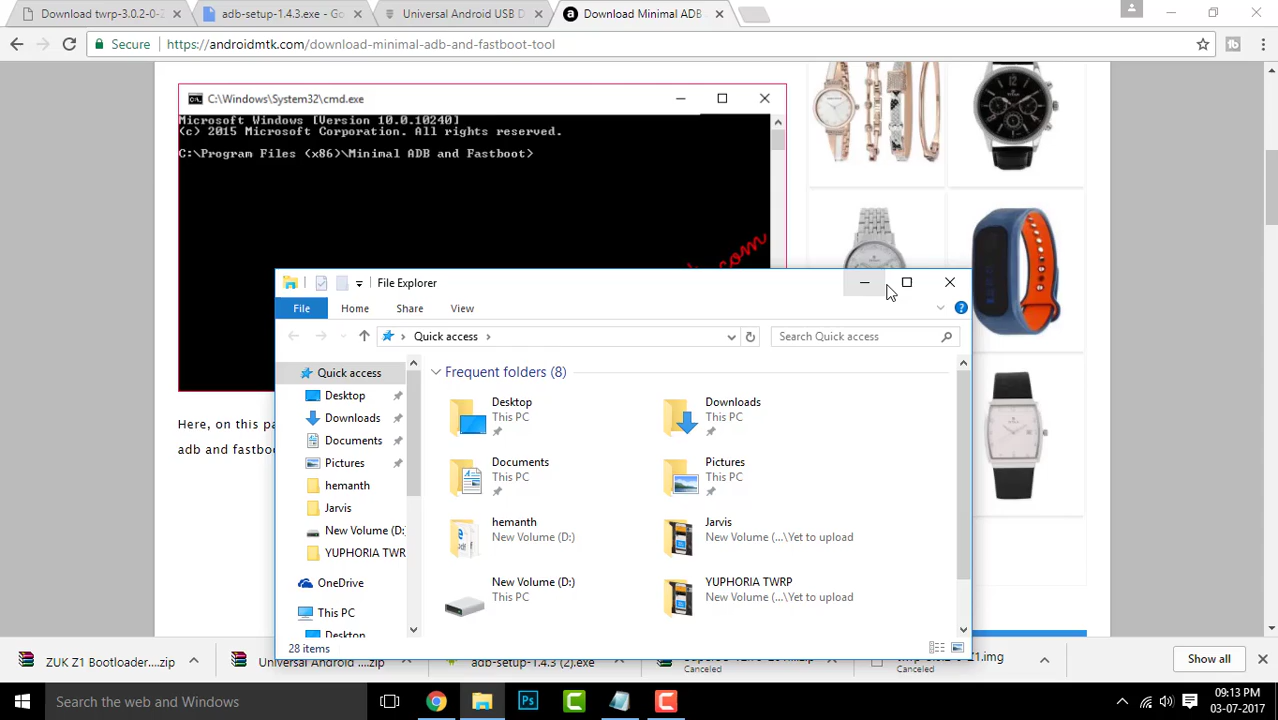 Download twrp-3.0.2-0-
adb-setup-1.4.3.exe - Go
Universal Android USB D
Download Minimal ADB
Secure
https://androidmtk.com/download-minimal-adb-and-fastboot-tool
C:\Windows\System32\cmd.exe
Microsoft Windows [Version 10.0.10240]
(c) 2015 Microsoft Corporation. All rights reserved.
C:\Program Files (x86)\Minimal ADB and Fastboot>
.com
Here, on this pa
adb and fastboo
File Explorer
File Home Share View
Quick access
Search Quick access
Quick access
Desktop
Downloads
Documents
Pictures
hemanth
Jarvis
New Volume (D:)
YUPHORIA TWR
OneDrive
This PC
Desktop
Frequent folders (8)
Desktop
This PC
Downloads
This PC
Documents
This PC
Pictures
This PC
hemanth
New Volume (D:)
Jarvis
New Volume (...\Yet to upload
New Volume (D:)
This PC
YUPHORIA TWRP
New Volume (...\Yet to upload
28 items
ZUK Z1 Bootloader....zip
Universal Android ....zip
adb-setup-1.4.3 (2).exe
Canceled
Canceled
Show all
Search the web and Windows
09:13 PM
03-07-2017